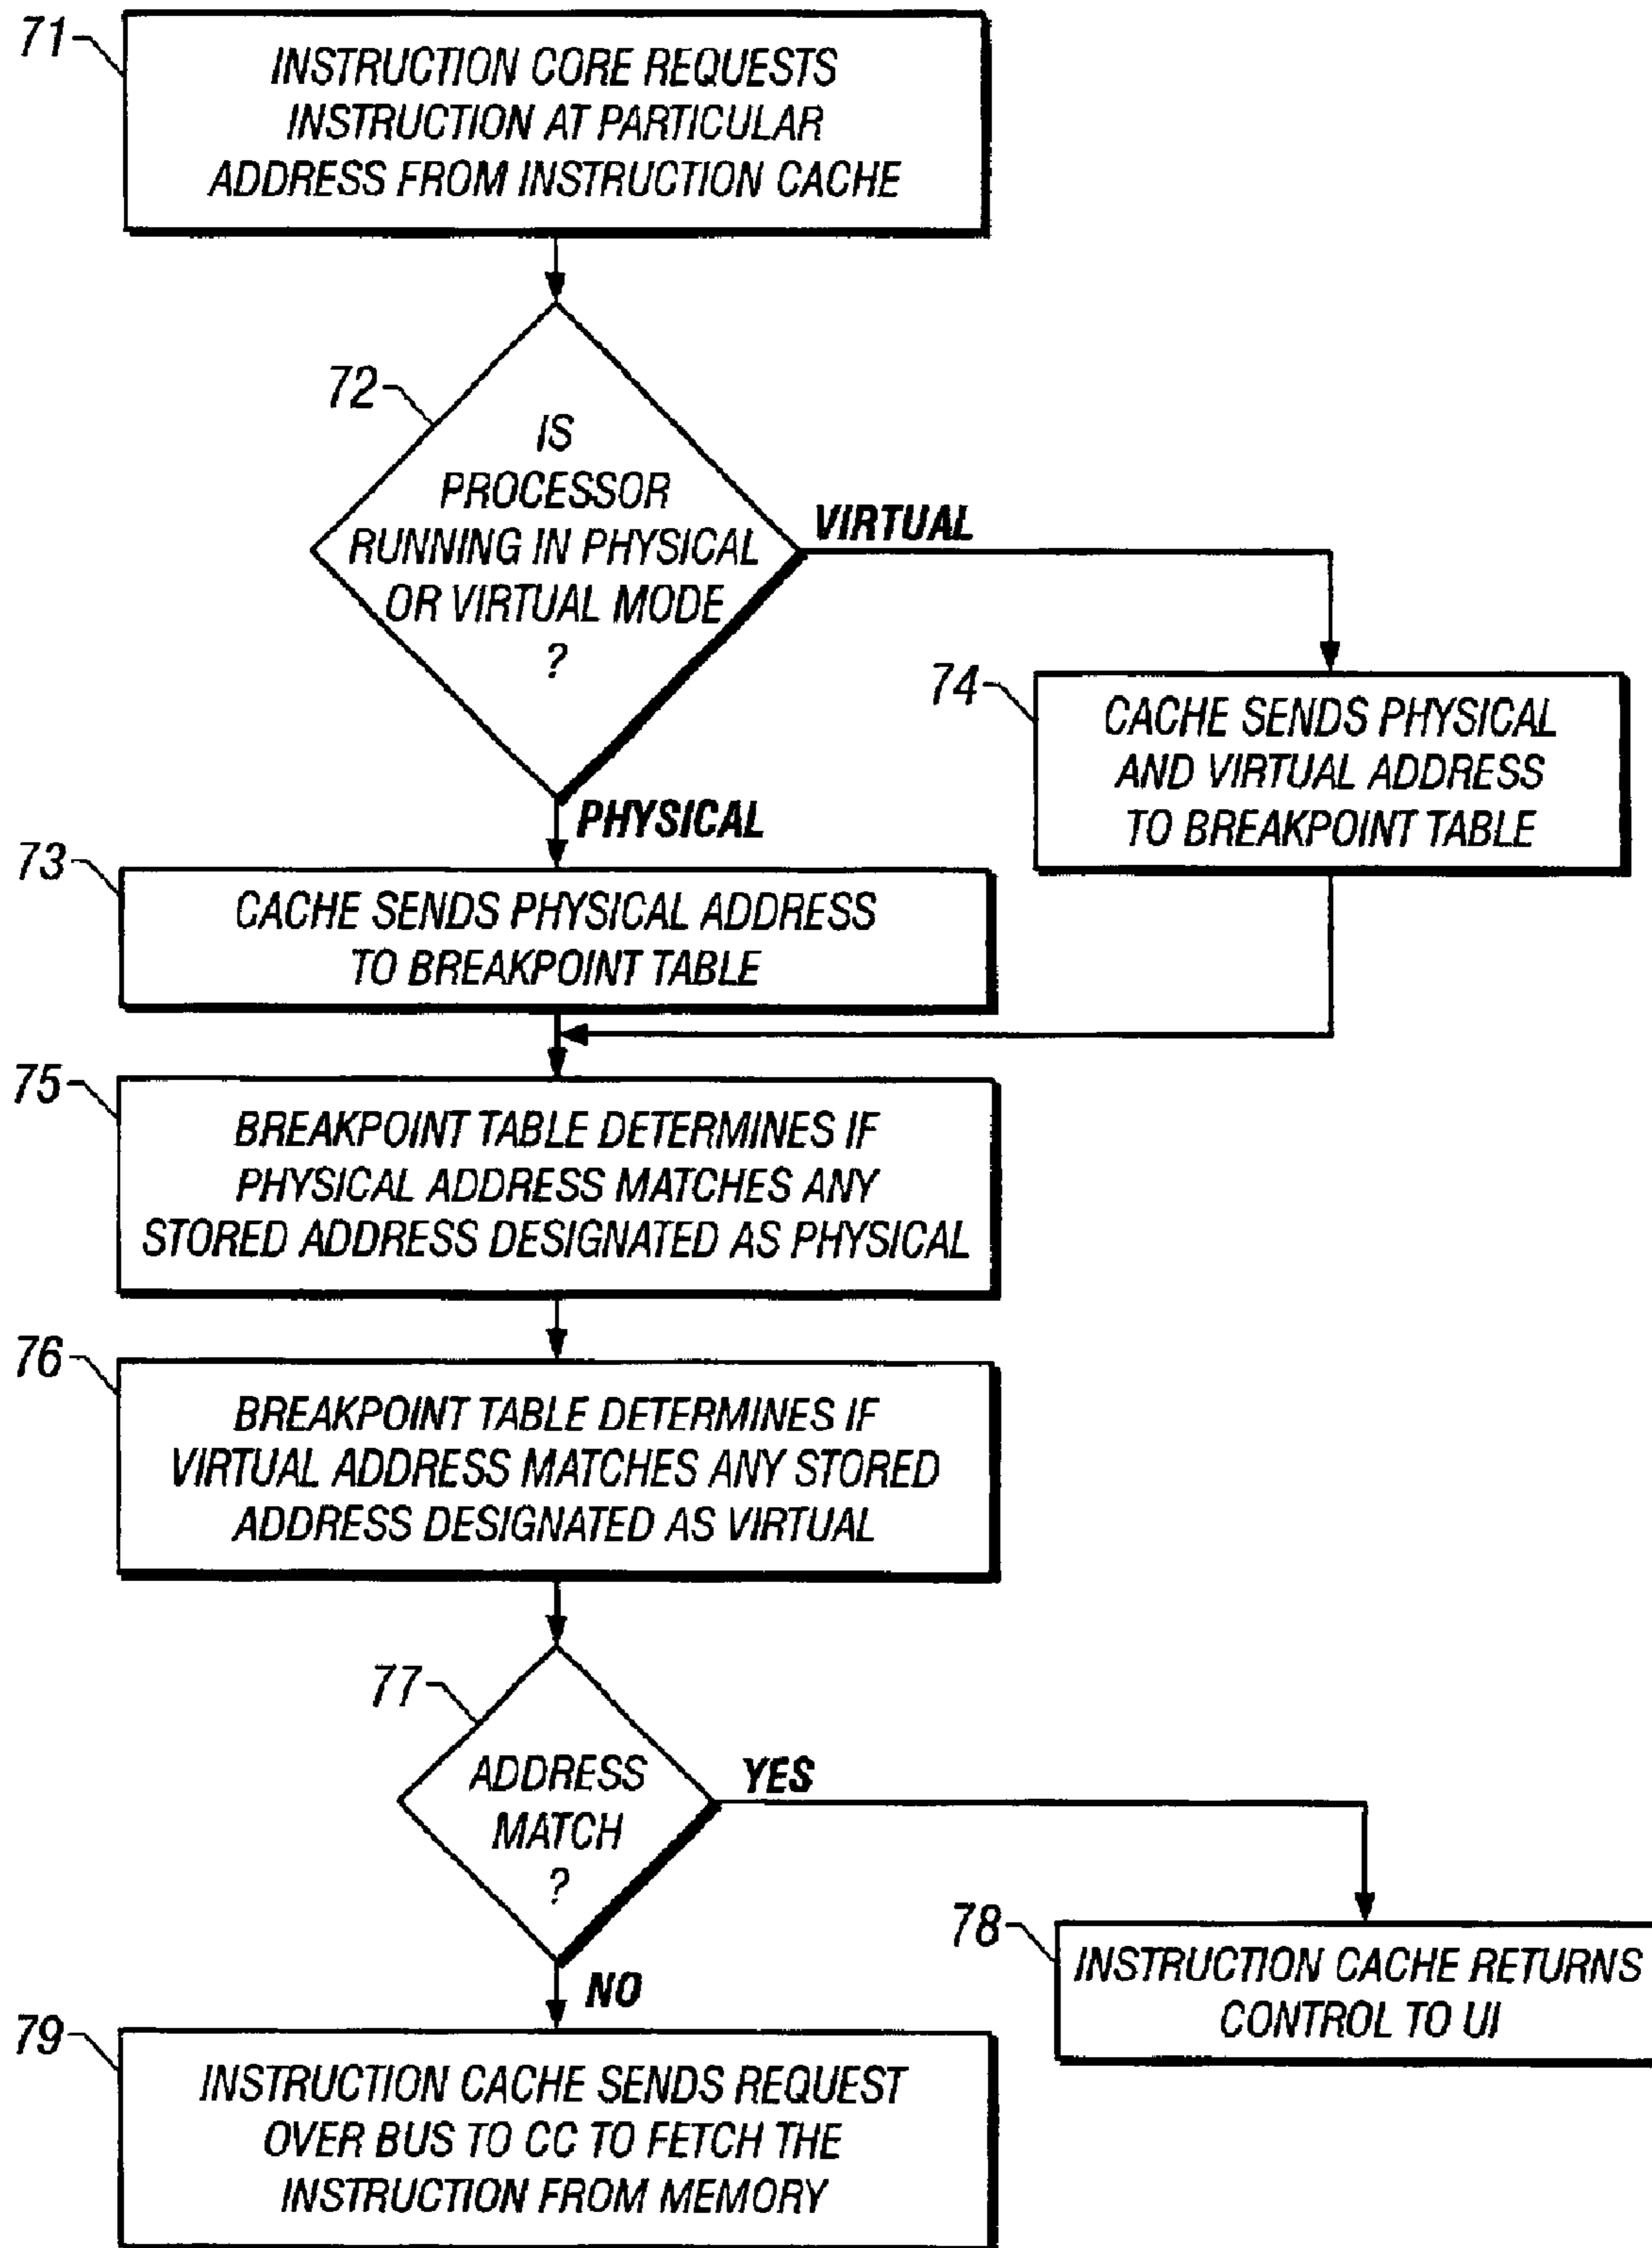 71
INSTRUCTION CORE REQUESTS
INSTRUCTION AT PARTICULAR
ADDRESS FROM INSTRUCTION CACHE
72
IS
PROCESSOR
RUNNING IN PHYSICAL
OR VIRTUAL MODE
?
VIRTUAL
74
CACHE SENDS PHYSICAL
AND VIRTUAL ADDRESS
TO BREAKPOINT TABLE
PHYSICAL
73
CACHE SENDS PHYSICAL ADDRESS
TO BREAKPOINT TABLE
75
BREAKPOINT TABLE DETERMINES IF
PHYSICAL ADDRESS MATCHES ANY
STORED ADDRESS DESIGNATED AS PHYSICAL
76
BREAKPOINT TABLE DETERMINES IF
VIRTUAL ADDRESS MATCHES ANY STORED
ADDRESS DESIGNATED AS VIRTUAL
77
ADDRESS
MATCH
?
YES
78
INSTRUCTION CACHE RETURNS
CONTROL TO UI
NO
79
INSTRUCTION CACHE SENDS REQUEST
OVER BUS TO CC TO FETCH THE
INSTRUCTION FROM MEMORY